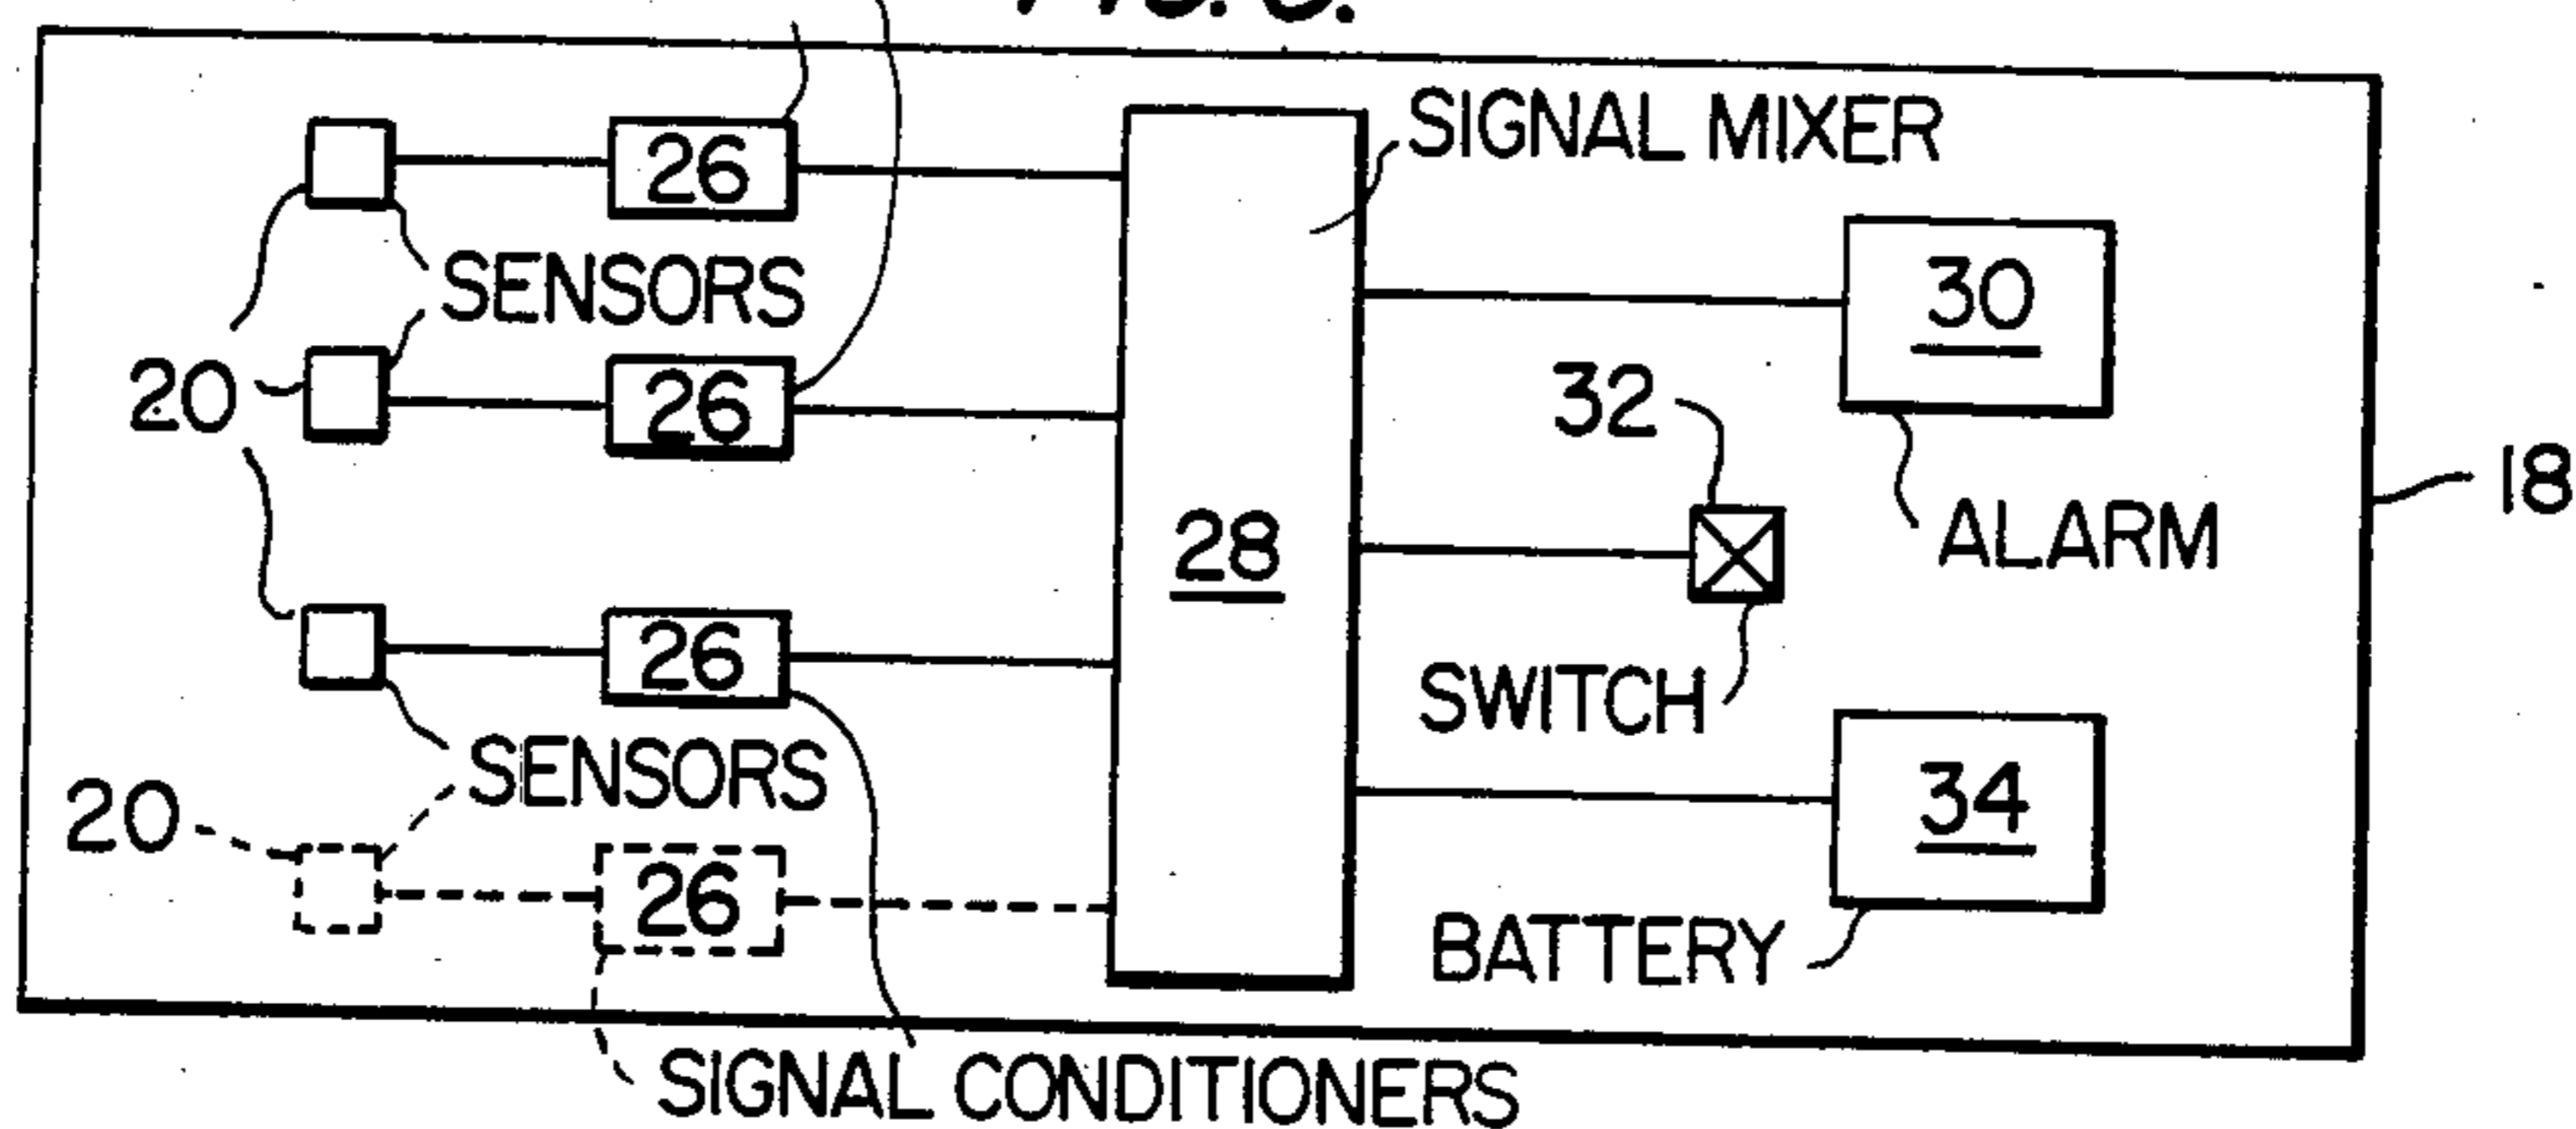 26
SIGNAL MIXER
SENSORS
30
20
26
32
28
ALARM
18
26
SWITCH
SENSORS
34
20
26
BATTERY
SIGNAL CONDITIONERS